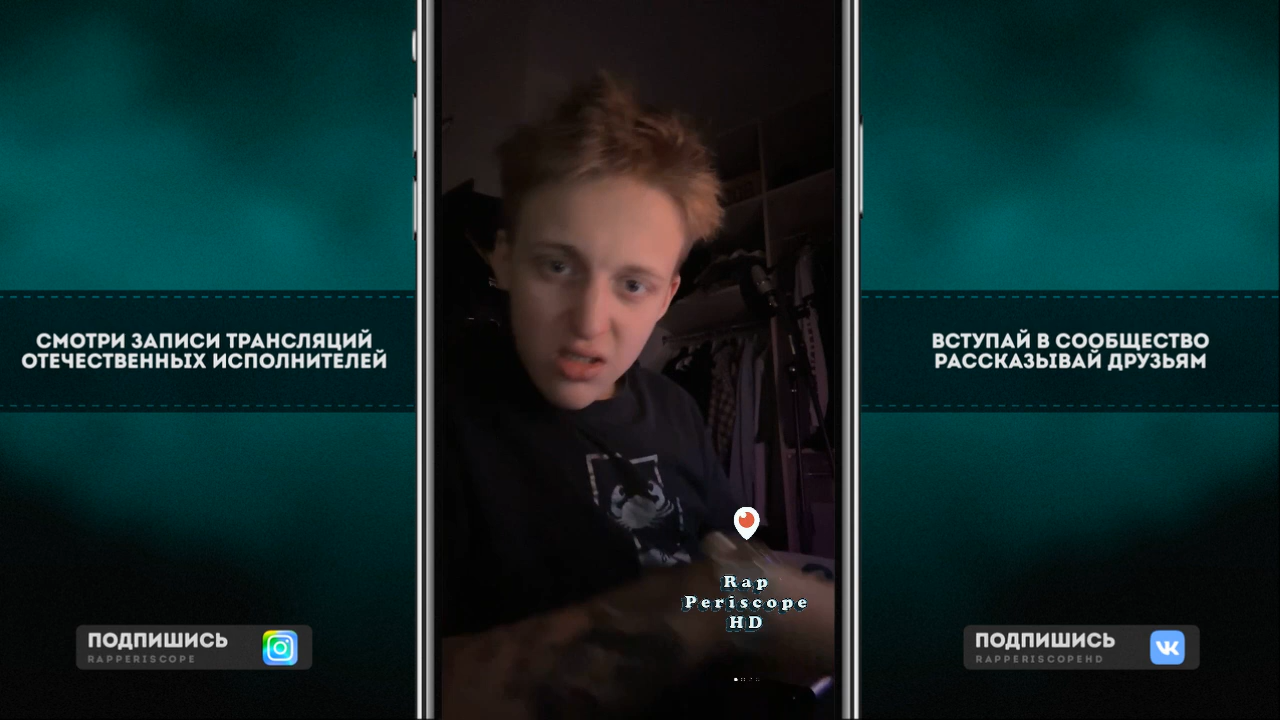 СМОТРИ ЗАПИСИ ТРАНСЛЯЦИЙ
ОТЕЧЕСТВЕННЫХ ИСПОЛНИТЕЛЕЙ
ПОДПИШИСЬ
RAPPERISCOPE
Rap
Periscope
HD
ВСТУПАЙ В СООБЩЕСТВО
РАССКАЗЫВАЙ ДРУЗЬЯМ
ПОДПИШИСЬ
RAPPERISCOPEHD